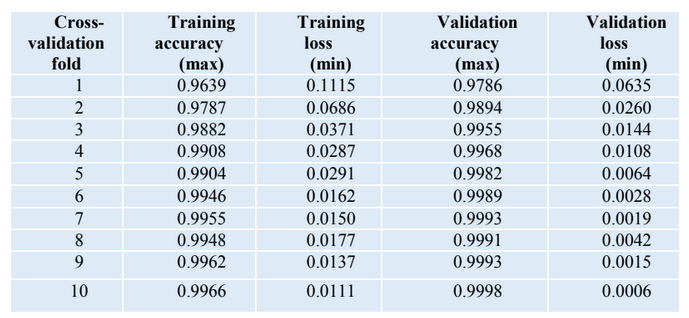 Cross-validation fold Training accuracy (max) Training loss (min) Validation accuracy (max) Validation loss (min)
1 0.9639 0.1115 0.9786 0.0635
2 0.9787 0.0686 0.9894 0.0260
3 0.9882 0.0371 0.9955 0.0144
4 0.9908 0.0287 0.9968 0.0108
5 0.9904 0.0291 0.9982 0.0064
6 0.9946 0.0162 0.9989 0.0028
7 0.9955 0.0150 0.9993 0.0019
8 0.9948 0.0177 0.9991 0.0042
9 0.9962 0.0137 0.9993 0.0015
10 0.9966 0.0111 0.9998 0.0006